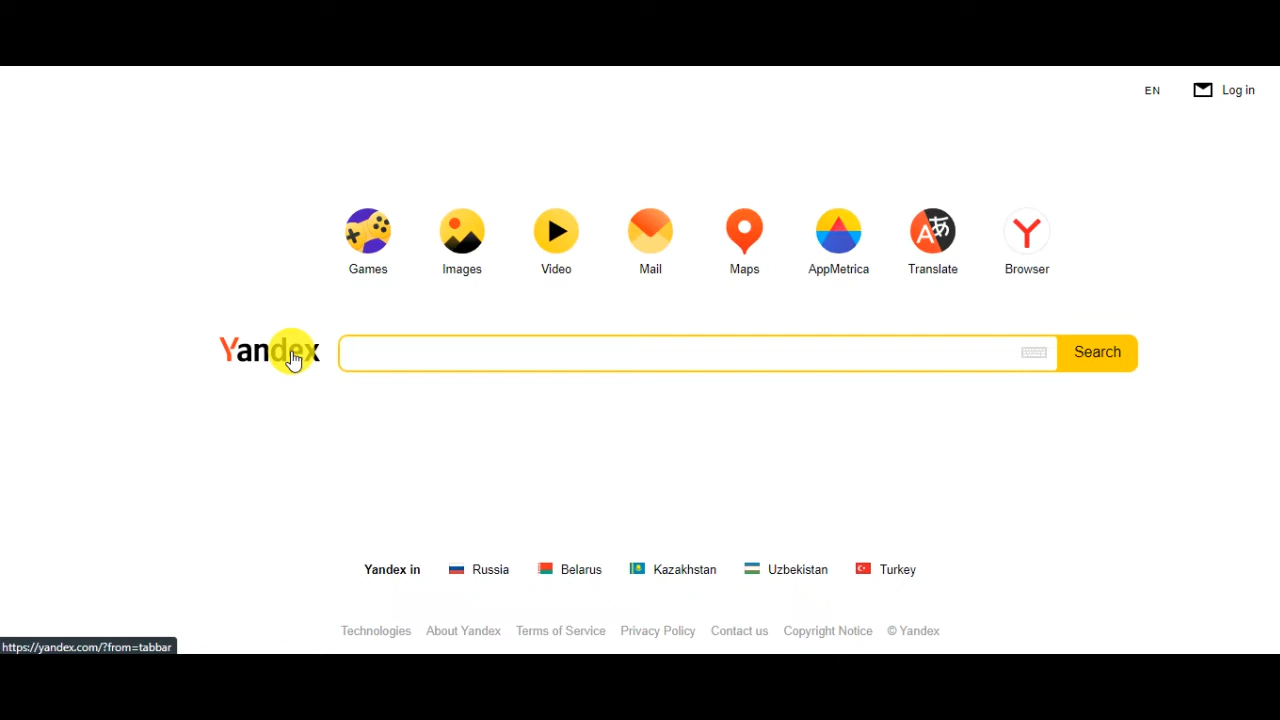 EN Log in
Games Images Video Mail Maps AppMetrica Translate Browser
Yandex Search
Yandex in Russia Belarus Kazakhstan Uzbekistan Turkey
Technologies About Yandex Terms of Service Privacy Policy Contact us Copyright Notice © Yandex
https://yandex.com/?from=tabbar